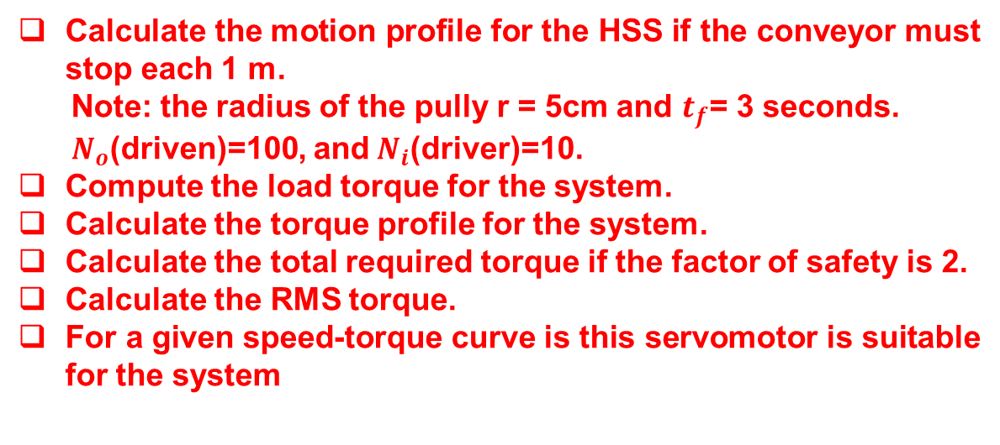 ❑ Calculate the motion profile for the HSS if the conveyor must
stop each 1 m.
Note: the radius of the pully r = 5cm and t_f= 3 seconds.
N_o(driven)=100, and N_i(driver)=10.
❑ Compute the load torque for the system.
❑ Calculate the torque profile for the system.
❑ Calculate the total required torque if the factor of safety is 2.
❑ Calculate the RMS torque.
❑ For a given speed-torque curve is this servomotor is suitable
for the system